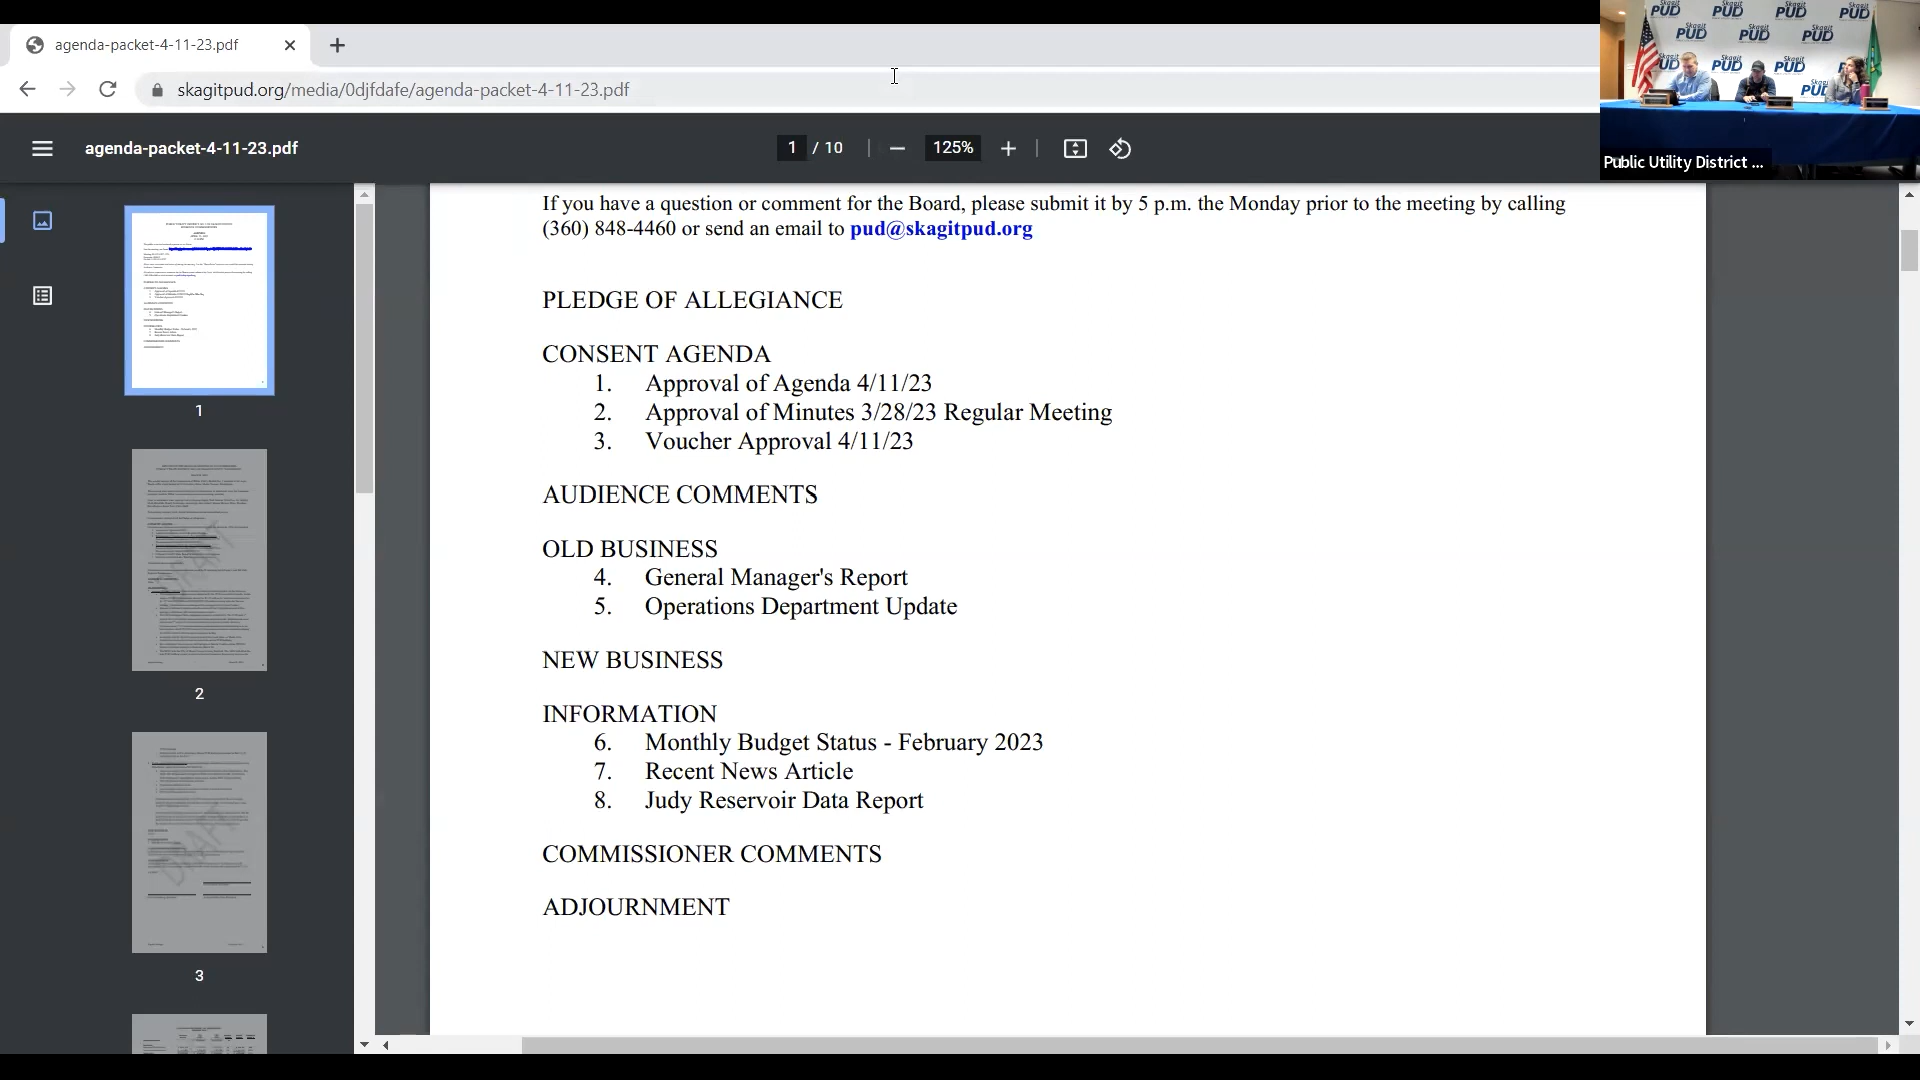 agenda-packet-4-11-23.pdf
skagitpud.org/media/0djfdafe/agenda-packet-4-11-23.pdf
Skagit PUD
Public Utility District ...
agenda-packet-4-11-23.pdf
1 / 10
125%
If you have a question or comment for the Board, please submit it by 5 p.m. the Monday prior to the meeting by calling
(360) 848-4460 or send an email to pud@skagitpud.org
PLEDGE OF ALLEGIANCE
CONSENT AGENDA
1. Approval of Agenda 4/11/23
2. Approval of Minutes 3/28/23 Regular Meeting
3. Voucher Approval 4/11/23
AUDIENCE COMMENTS
OLD BUSINESS
4. General Manager's Report
5. Operations Department Update
NEW BUSINESS
INFORMATION
6. Monthly Budget Status - February 2023
7. Recent News Article
8. Judy Reservoir Data Report
COMMISSIONER COMMENTS
ADJOURNMENT
1
DRAFT
2
DRAFT
3